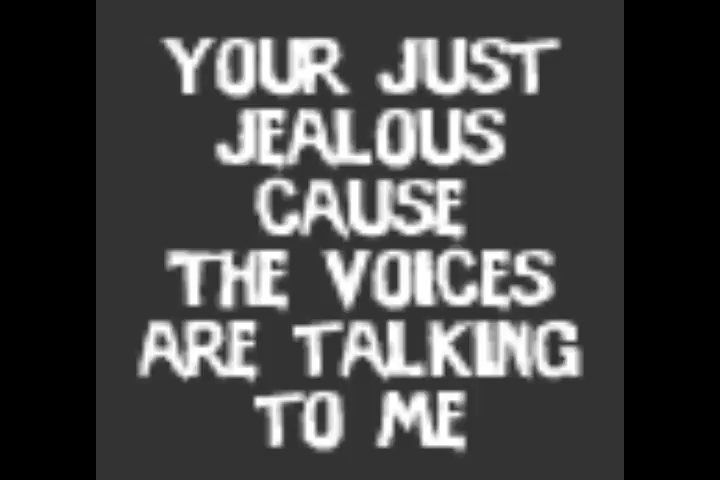 YOUR JUST
JEALOUS
CAUSE
THE VOICES
ARE TALKING
TO ME